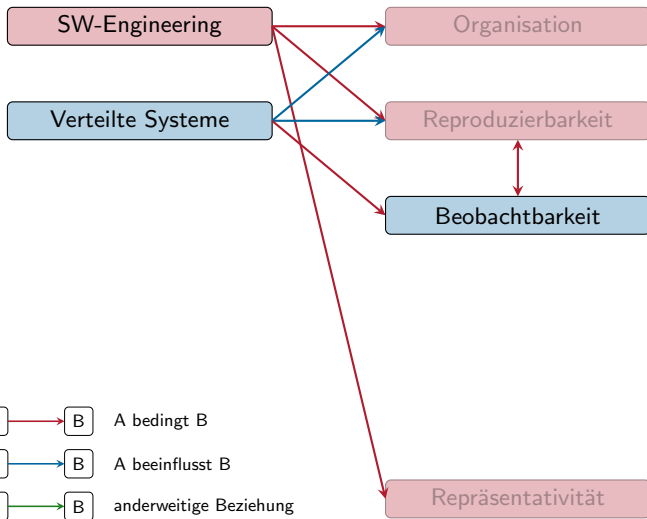 SW-Engineering
Organisation
Verteilte Systeme
Reproduzierbarkeit
Beobachtbarkeit
B A bedingt B
B A beeinflusst B
Repräsentativität
B anderweitige Beziehung